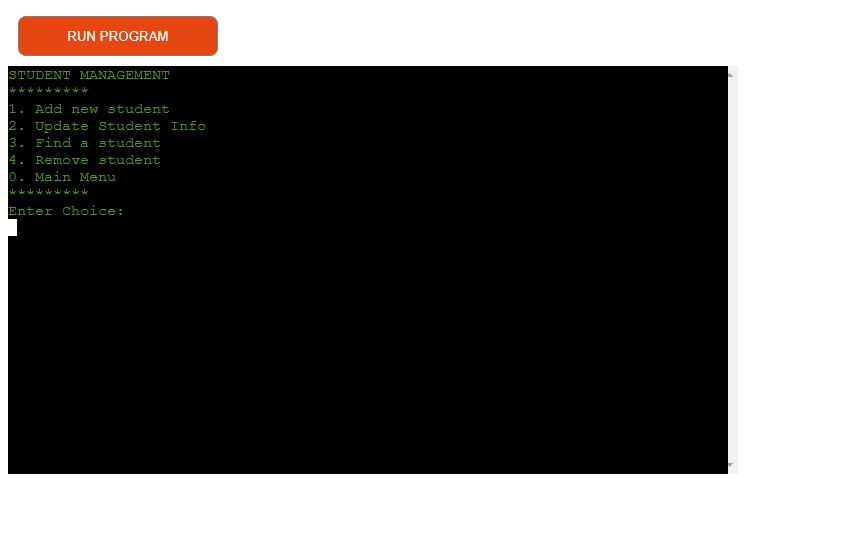 RUN PROGRAM
STUDENT MANAGEMENT
*********
1. Add new student
2. Update Student Info
3. Find a student
4. Remove student
0. Main Menu
*********
Enter Choice: